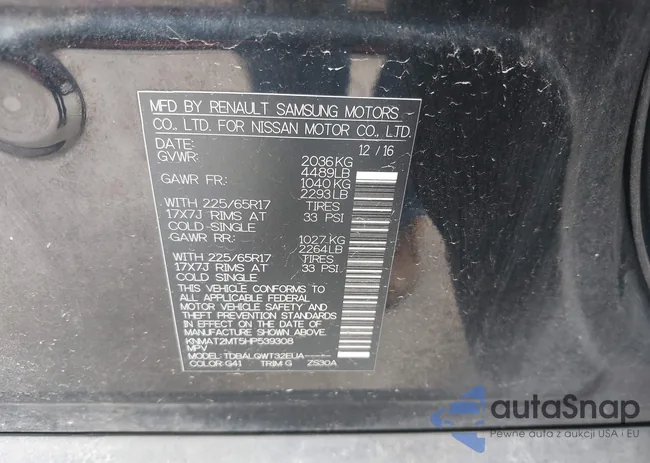 MFD BY RENAULT SAMSUNG MOTORS
CO., LTD. FOR NISSAN MOTOR CO., LTD.
DATE: 12 / 16
GVWR: 2036 KG
4489LB
GAWR FR: 1040 KG
2293LB
WITH 225/65R17 TIRES
17X7J RIMS AT 33 PSI
COLD SINGLE
GAWR RR: 1027 KG
2264LB
WITH 225/65R17 TIRES
17X7J RIMS AT 33 PSI
COLD SINGLE
THIS VEHICLE CONFORMS TO
ALL APPLICABLE FEDERAL
MOTOR VEHICLE SAFETY AND
THEFT PREVENTION STANDARDS
IN EFFECT ON THE DATE OF
MANUFACTURE SHOWN ABOVE.
KNMAT2MT5HP539308
MPV
MODEL: TDBALQWT32EUA-----
COLOR: G41 TRIM G ZS30A
autaSnap
Pewne auta z aukcji USA i EU